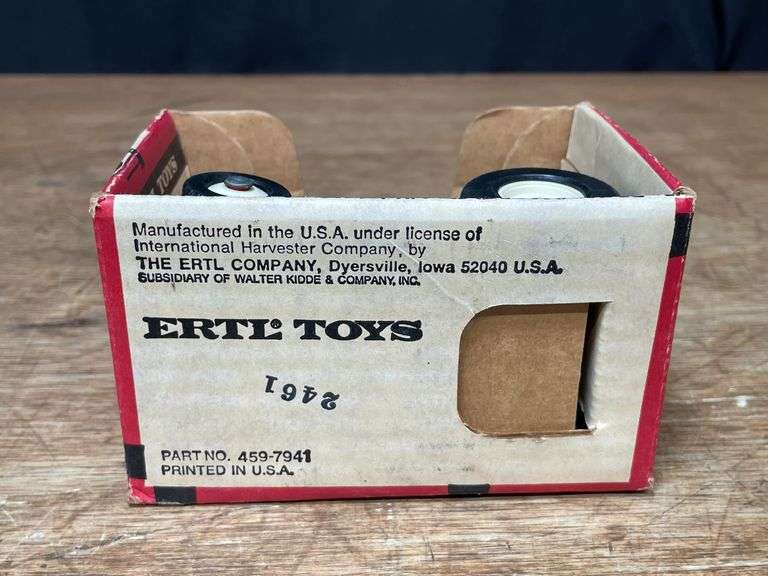 TOYS
Manufactured in the U.S.A. under license of
International Harvester Company, by
THE ERTL COMPANY, Dyersville, Iowa 52040 U.S.A.
SUBSIDIARY OF WALTER KIDDE & COMPANY, INC.
ERTL® TOYS
2461
PART NO. 459-7941
PRINTED IN U.S.A.